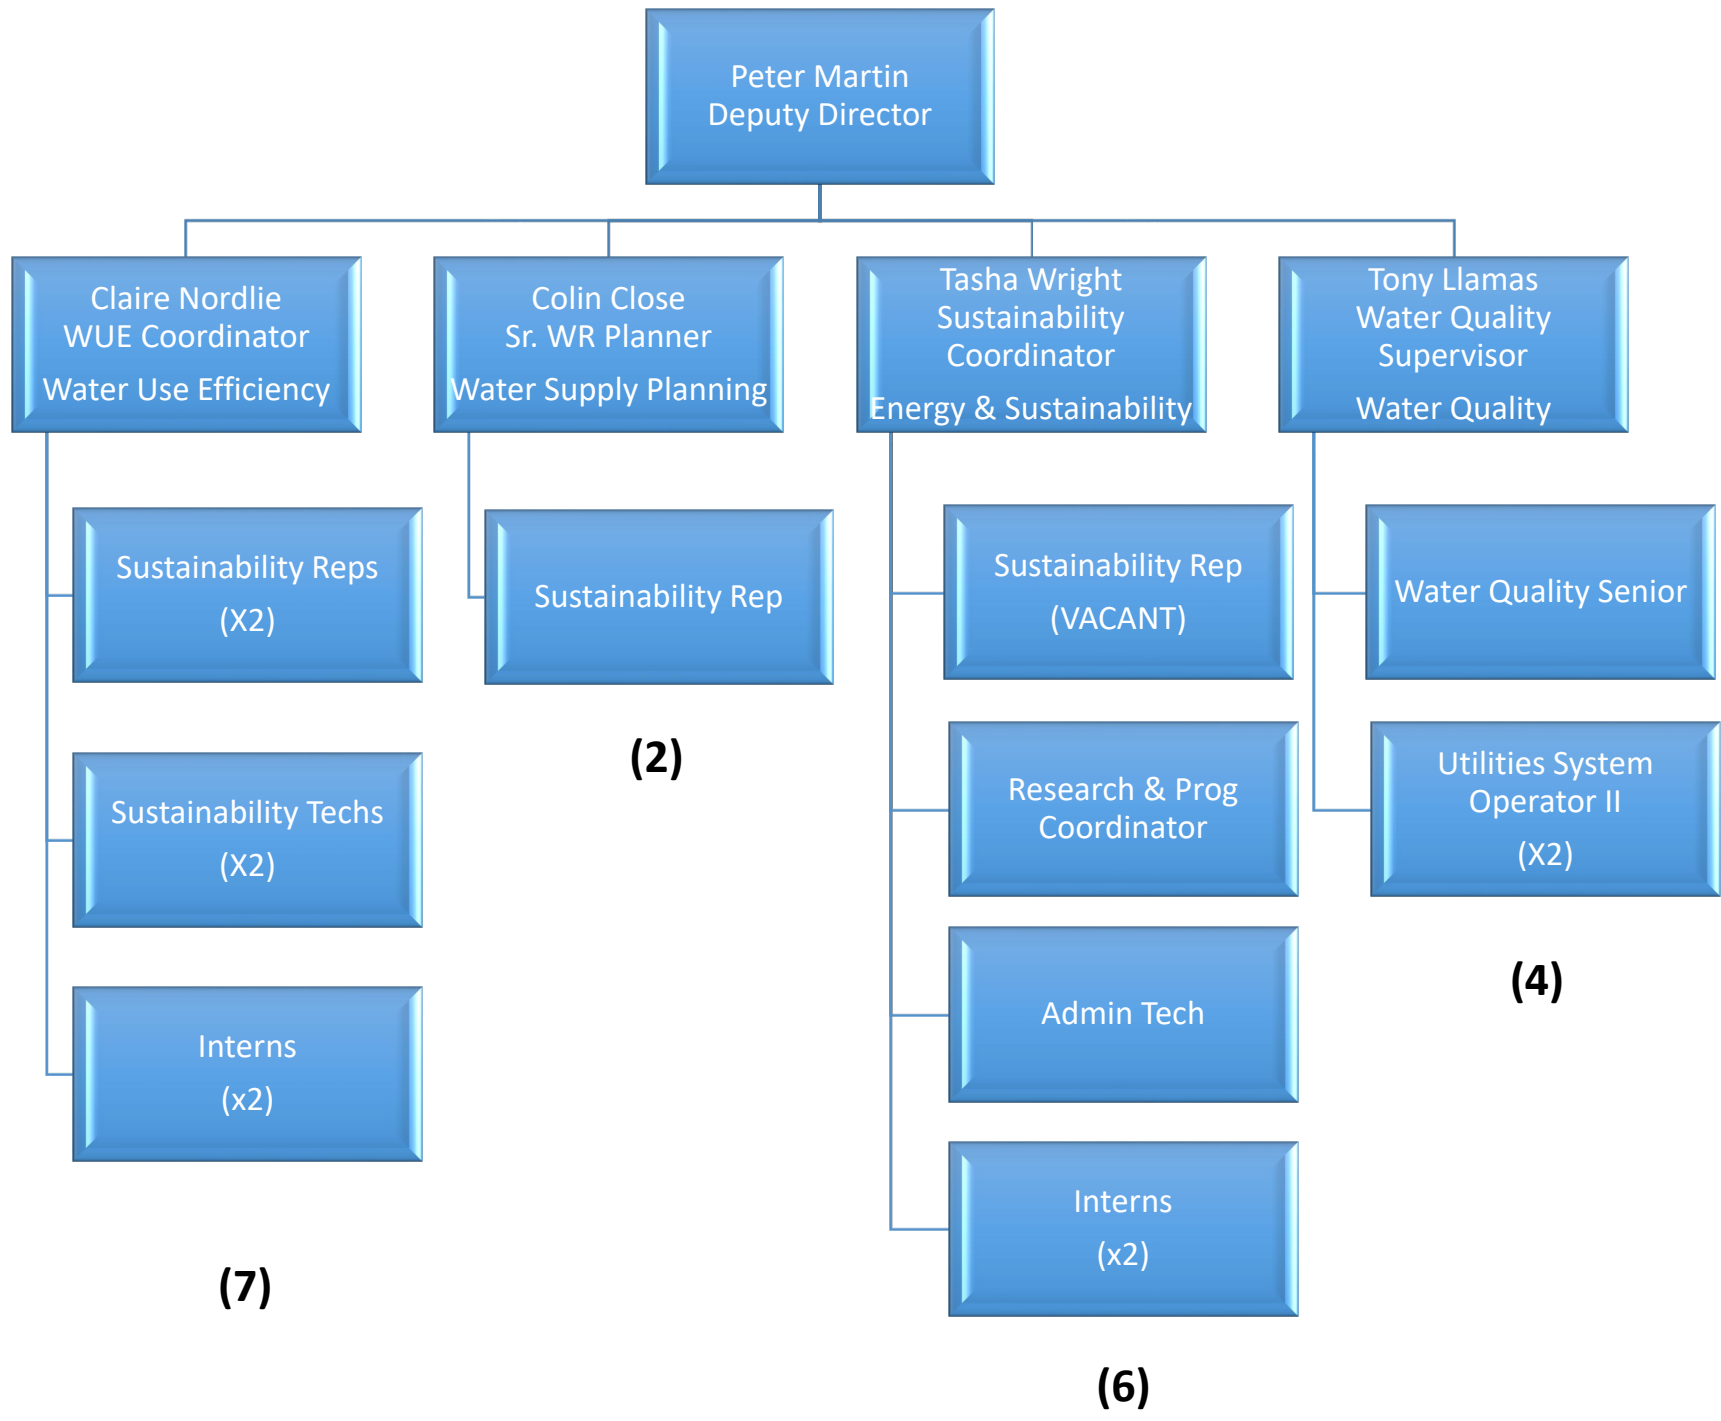 Peter Martin
Deputy Director
Claire Nordlie
WUE Coordinator
Water Use Efficiency
Colin Close
Sr. WR Planner
Water Supply Planning
Tasha Wright
Sustainability
Coordinator
Energy & Sustainability
Tony Llamas
Water Quality
Supervisor
Water Quality
Sustainability Reps
(X2)
Sustainability Techs
(X2)
Interns
(x2)
(7)
Sustainability Rep
(2)
Sustainability Rep
(VACANT)
Research & Prog
Coordinator
Admin Tech
Interns
(x2)
(6)
Water Quality Senior
Utilities System
Operator II
(X2)
(4)